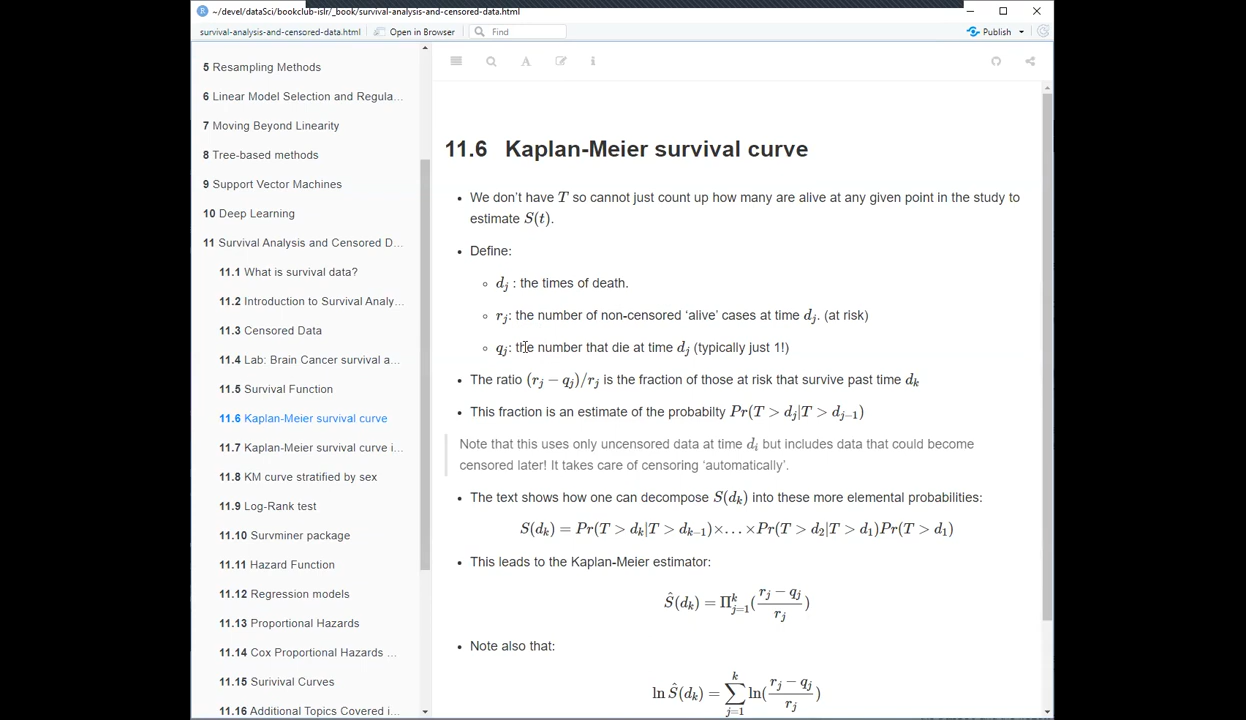 ~/devel/dataSci/bookclub-islr/_book/survival-analysis-and-censored-data.html
survival-analysis-and-censored-data.html Open in Browser Find Publish
5 Resampling Methods
6 Linear Model Selection and Regula...
7 Moving Beyond Linearity
8 Tree-based methods
9 Support Vector Machines
10 Deep Learning
11 Survival Analysis and Censored D...
11.1 What is survival data?
11.2 Introduction to Survival Analy...
11.3 Censored Data
11.4 Lab: Brain Cancer survival a...
11.5 Survival Function
11.6 Kaplan-Meier survival curve
11.7 Kaplan-Meier survival curve i...
11.8 KM curve stratified by sex
11.9 Log-Rank test
11.10 Survminer package
11.11 Hazard Function
11.12 Regression models
11.13 Proportional Hazards
11.14 Cox Proportional Hazards ...
11.15 Surivival Curves
11.16 Additional Topics Covered i
11.6 Kaplan-Meier survival curve
• We don't have T so cannot just count up how many are alive at any given point in the study to
estimate S(t).
• Define:
◦ d_j : the times of death.
◦ r_j: the number of non-censored 'alive' cases at time d_j. (at risk)
◦ q_j: the number that die at time d_j (typically just 1!)
• The ratio (r_j − q_j)/r_j is the fraction of those at risk that survive past time d_k
• This fraction is an estimate of the probabilty Pr(T > d_j|T > d_{j−1})
Note that this uses only uncensored data at time d_i but includes data that could become
censored later! It takes care of censoring 'automatically'.
• The text shows how one can decompose S(d_k) into these more elemental probabilities:
S(d_k) = Pr(T > d_k|T > d_{k−1})×...×Pr(T > d_2|T > d_1)Pr(T > d_1)
• This leads to the Kaplan-Meier estimator:
Ŝ(d_k) = Π_{j=1}^k((r_j − q_j)/r_j)
• Note also that:
ln Ŝ(d_k) = ∑_{j=1}^k ln((r_j − q_j)/r_j)